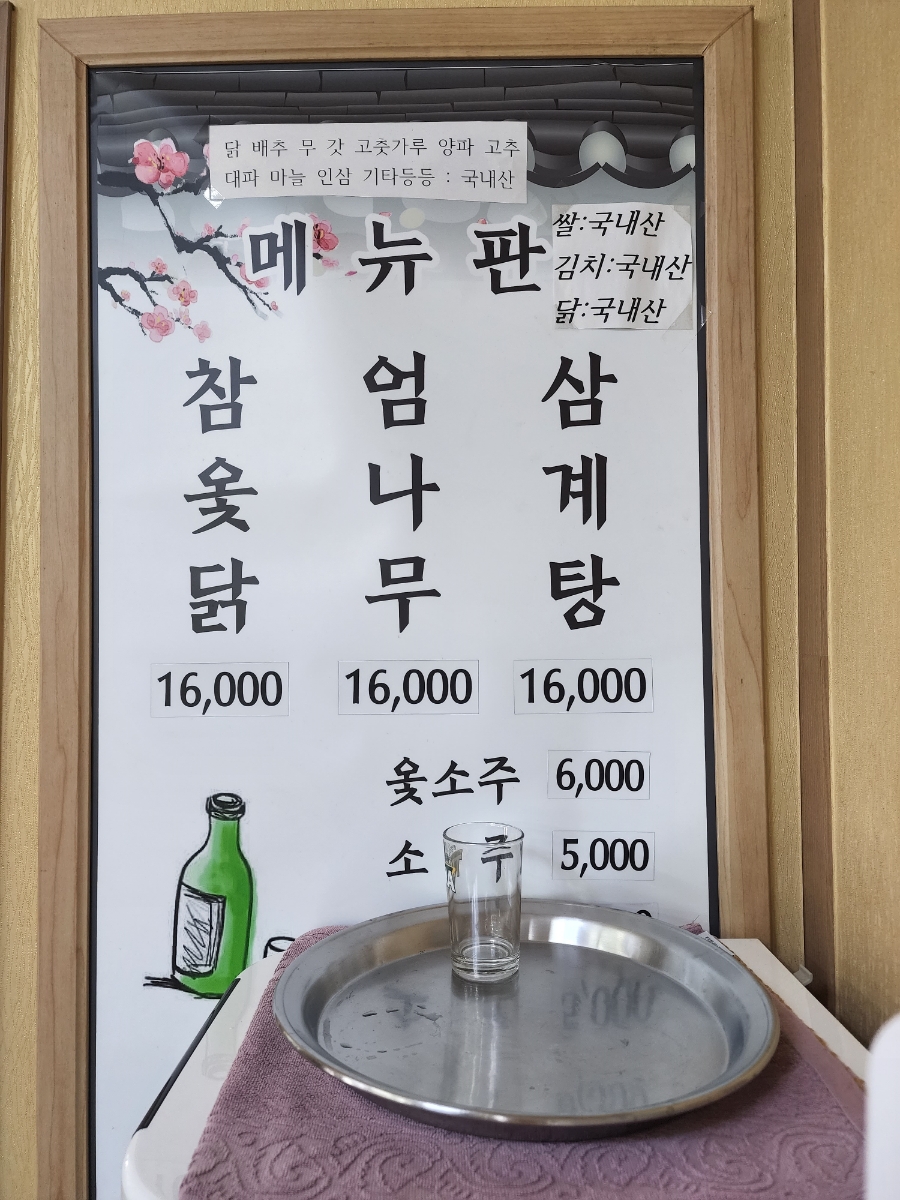 닭 배추 무 갓 고춧가루 양파 고추
대파 마늘 인삼 기타등등 : 국내산
메뉴판
쌀:국내산
김치:국내산
닭:국내산
참옻닭
16,000
엄나무
16,000
삼계탕
16,000
옻소주 6,000
소주 5,000